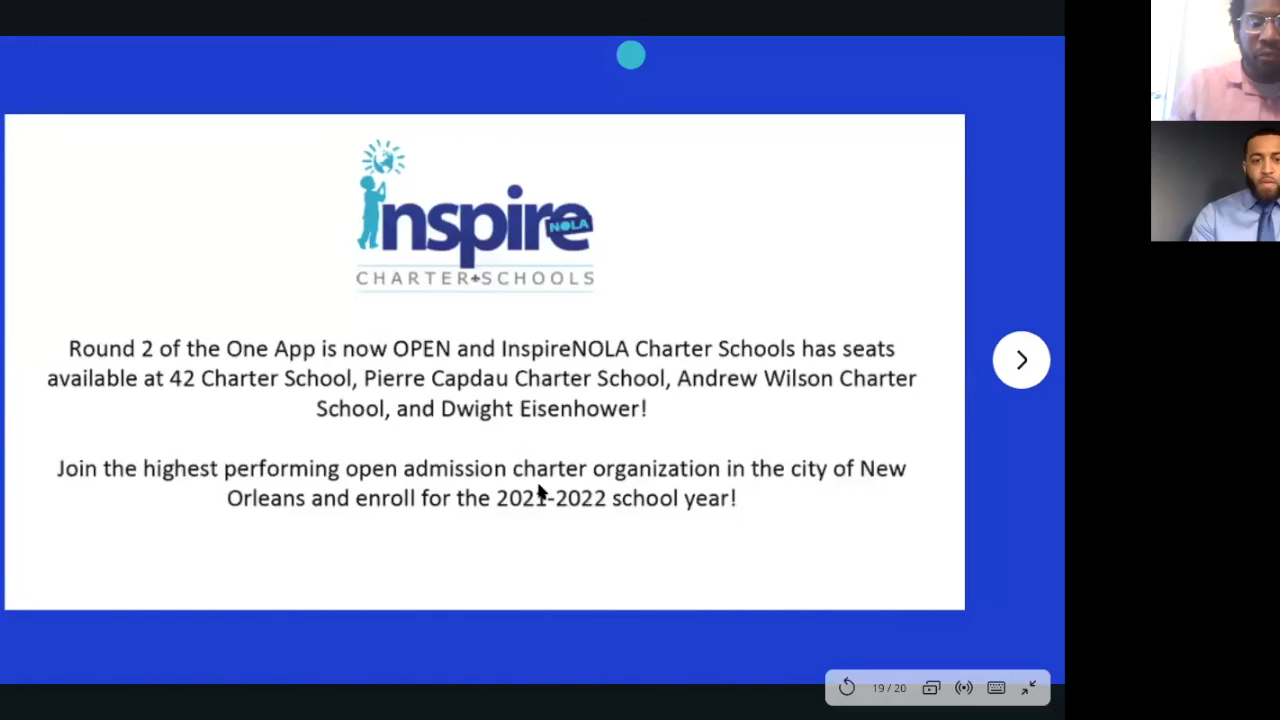 inspire
NOLA
CHARTER+SCHOOLS
Round 2 of the One App is now OPEN and InspireNOLA Charter Schools has seats
available at 42 Charter School, Pierre Capdau Charter School, Andrew Wilson Charter
School, and Dwight Eisenhower!
Join the highest performing open admission charter organization in the city of New
Orleans and enroll for the 2021-2022 school year!
19 / 20